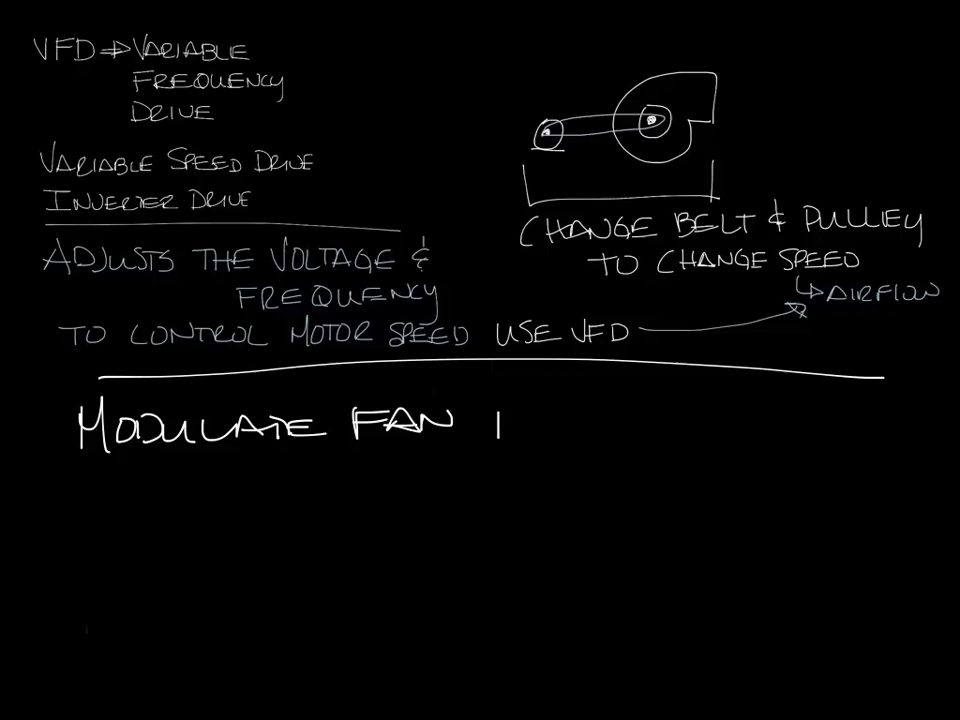 VFD ⇒ VARIABLE
FREQUENCY
DRIVE
VARIABLE SPEED DRIVE
INVERTER DRIVE
ADJUSTS THE VOLTAGE &
FREQUENCY
TO CONTROL MOTOR SPEED
CHANGE BELT & PULLEY
TO CHANGE SPEED
↳ AIRFLOW
USE VFD
MODULATE FAN